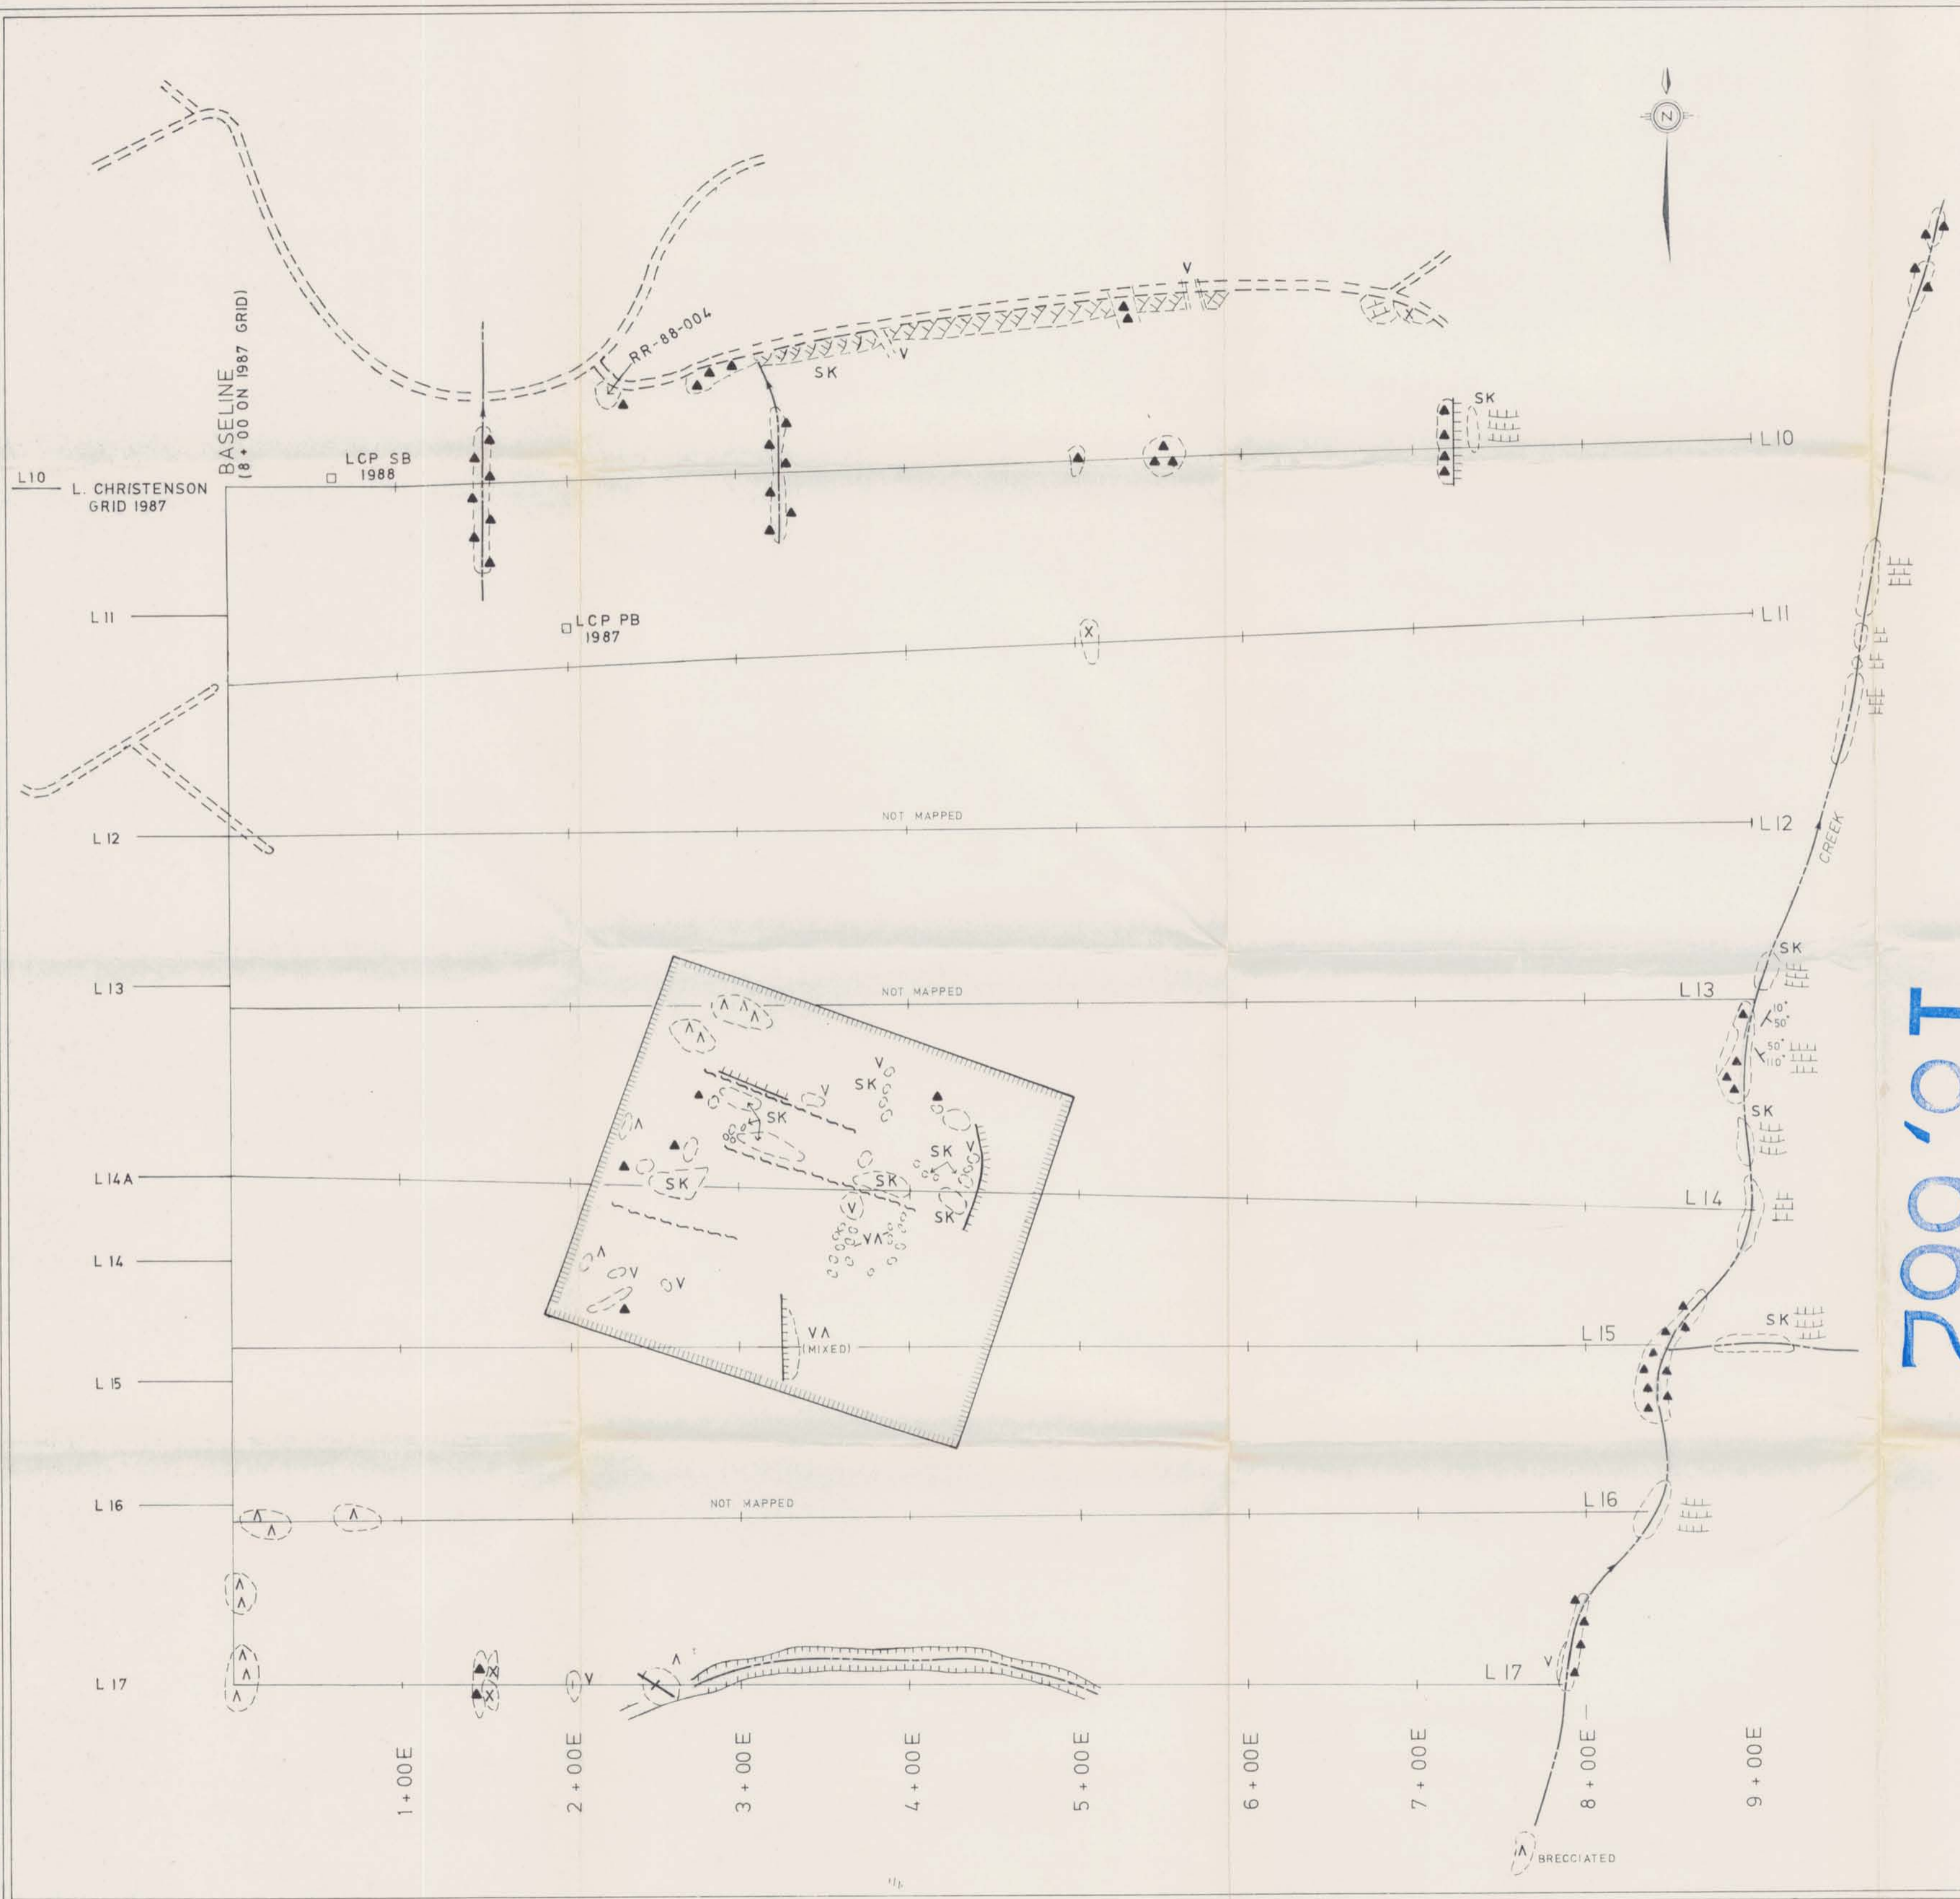 N
V
RR-88-004
V
SK
BASELINE
(8 + 00 ON 1987 GRID)
SK
L10
LCP SB
1988
L10
L. CHRISTENSON
GRID 1987
L11
LCP PB
1987
X
L11
NOT MAPPED
L12
L12
CREEK
SK
L13
NOT MAPPED
L13
10°
50°
50°
110°
V
SK
V
SK
SK
SK
V
L14A
SK
SK
V
SK
L14
VΛ
L14
V
V
VΛ
(MIXED)
L15
SK
L15
L16
NOT MAPPED
L16
L17
X
X
V
V
L17
1+00E
2+00E
3+00E
4+00E
5+00E
6+00E
7+00E
8+00E
9+00E
BRECCIATED